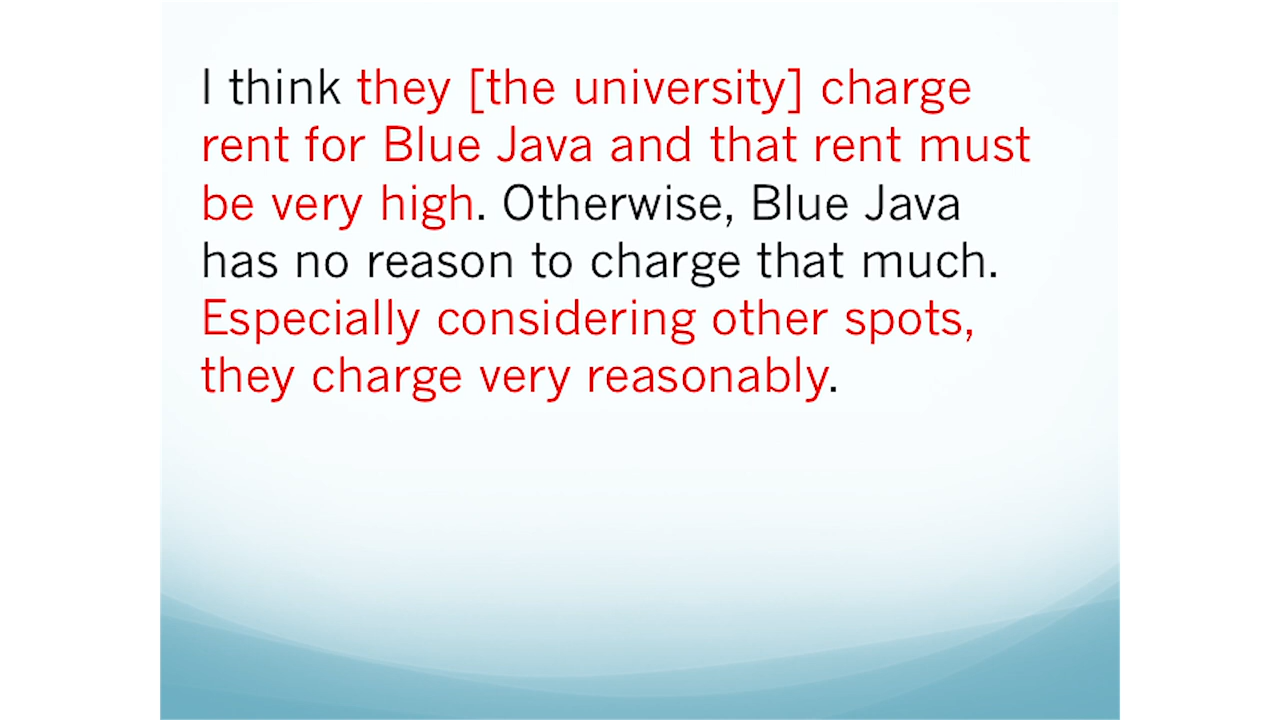 I think they [the university] charge
rent for Blue Java and that rent must
be very high. Otherwise, Blue Java
has no reason to charge that much.
Especially considering other spots,
they charge very reasonably.